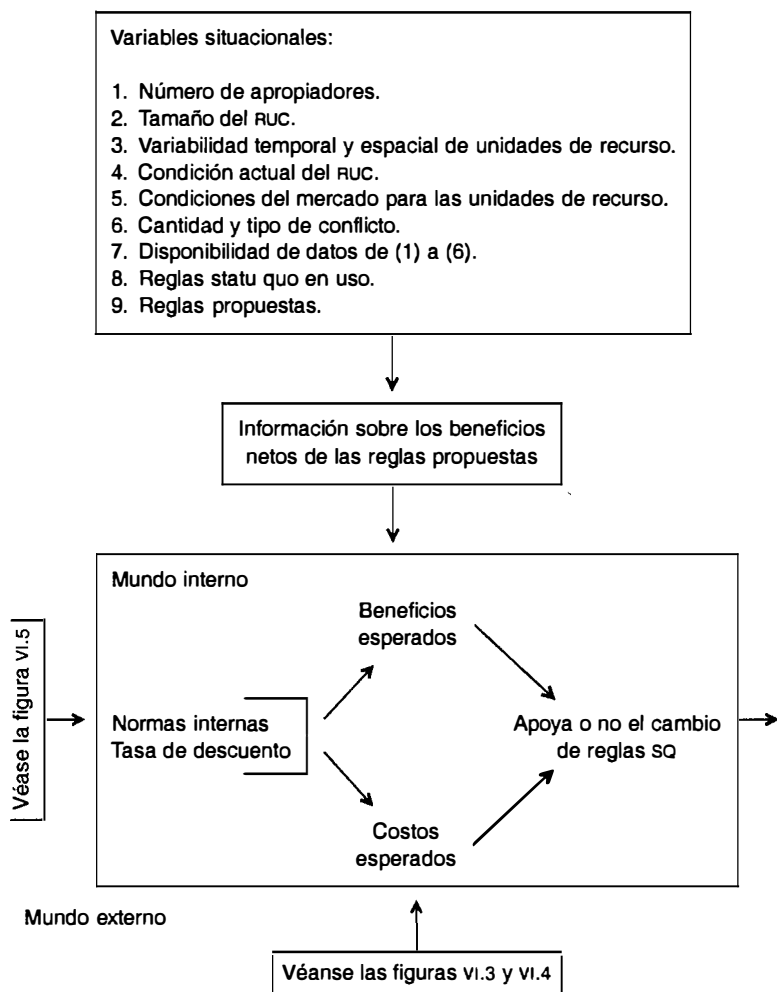 Variables situacionales:
1. Número de apropiadores.
2. Tamaño del RUC.
3. Variabilidad temporal y espacial de unidades de recurso.
4. Condición actual del RUC.
5. Condiciones del mercado para las unidades de recurso.
6. Cantidad y tipo de conflicto.
7. Disponibilidad de datos de (1) a (6).
8. Reglas statu quo en uso.
9. Reglas propuestas.
Información sobre los beneficios
netos de las reglas propuestas
Mundo interno
Beneficios
esperados
Véase la figura VI.5
Normas internas
Tasa de descuento
Apoya o no el cambio
de reglas SQ
Costos
esperados
Mundo externo
Véanse las figuras VI.3 y VI.4